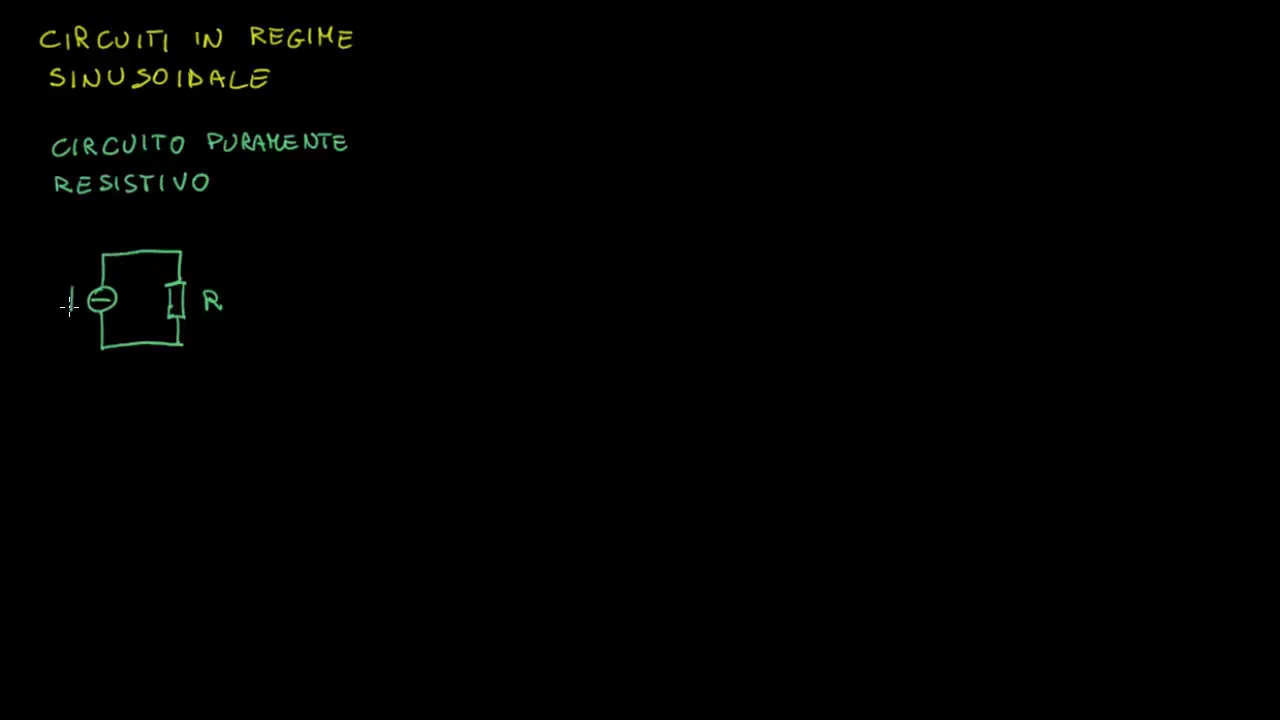 CIRCUITI IN REGIME
SINUSOIDALE
CIRCUITO PURAMENTE
RESISTIVO
R